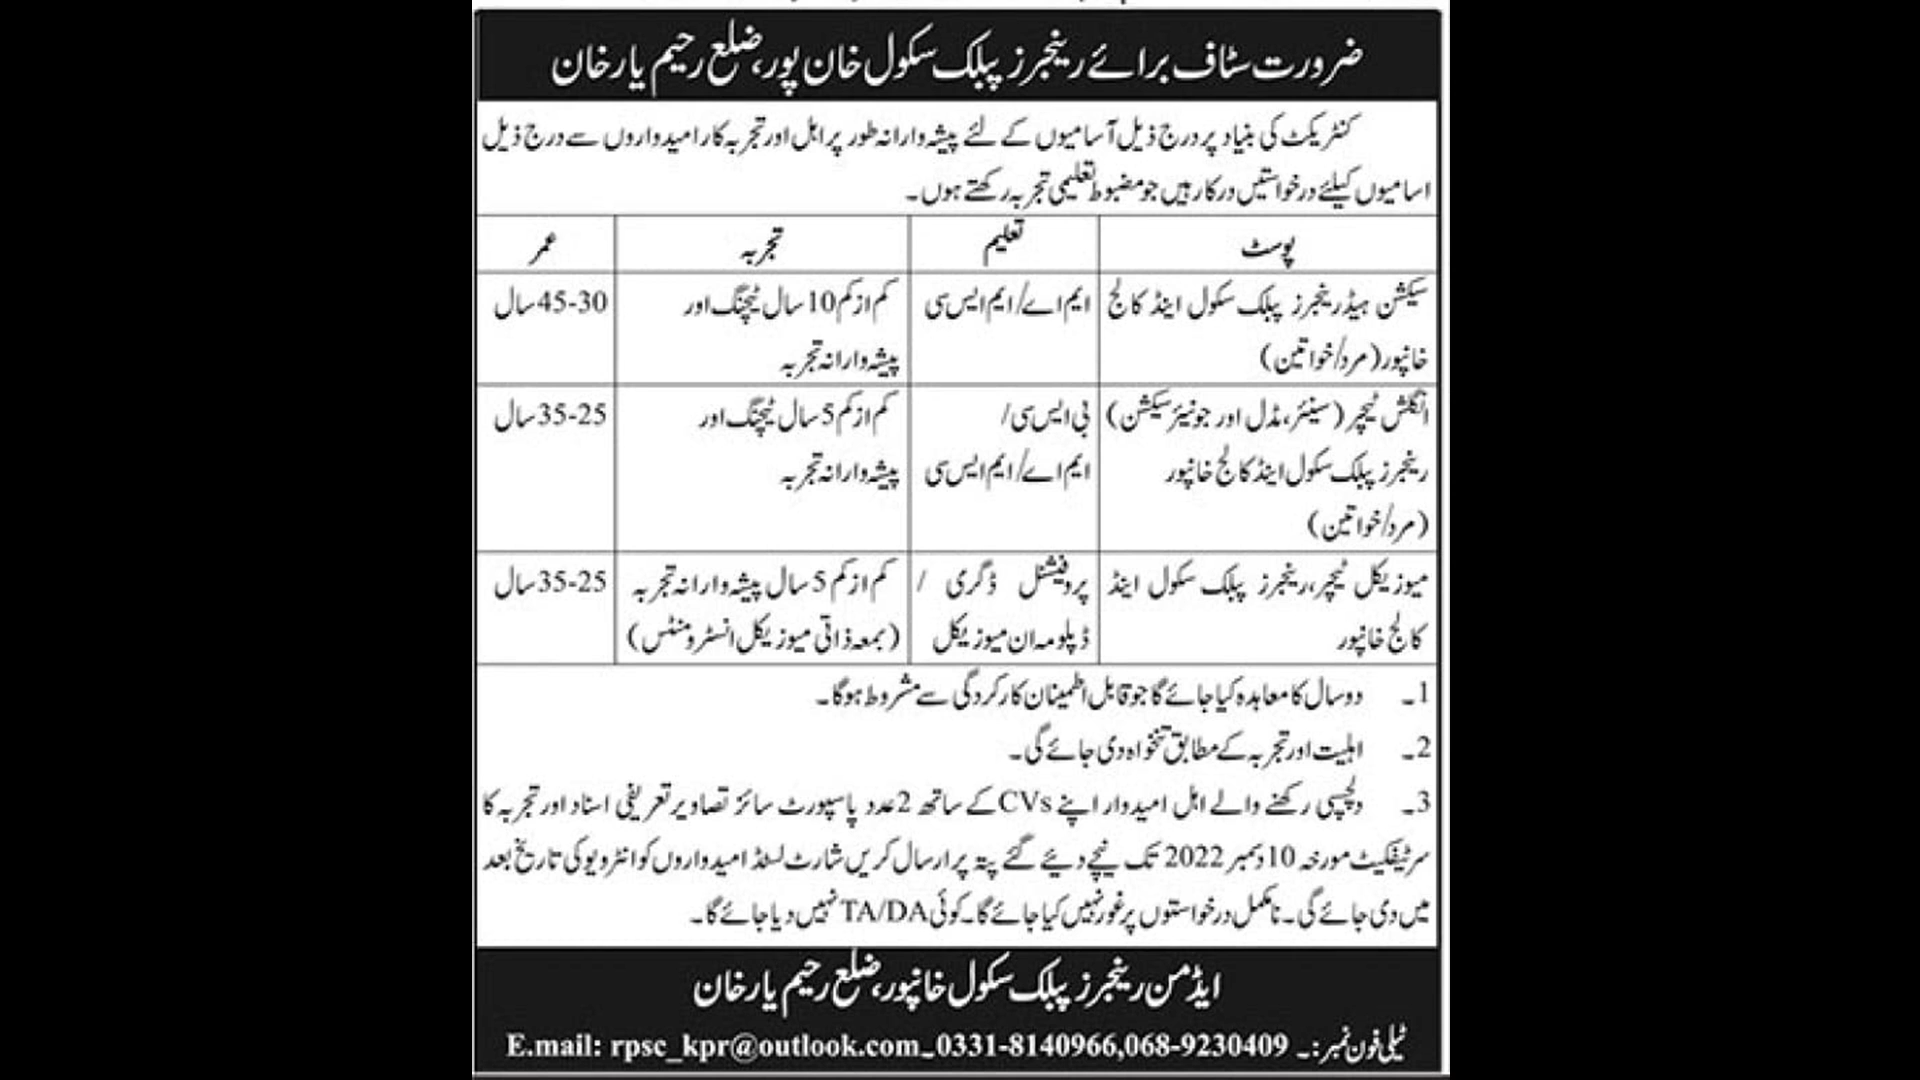 ضرورت سٹاف برائے رینجرز پبلک سکول خان پور، ضلع رحیم یار خان
کنٹریکٹ کی بنیاد پر درج ذیل آسامیوں کے لئے پیشہ وارانہ طور پر اہل اور تجربہ کار امیدواروں سے درج ذیل
اسامیوں کیلئے درخواستیں درکار ہیں جو مضبوط تعلیمی تجربہ رکھتے ہوں۔
پوسٹ تعلیم تجربہ عمر
سیکشن ہیڈ رینجرز پبلک سکول اینڈ کالج ایم اے/ایم ایس سی کم از کم 10 سال ٹیچنگ اور 30-45 سال
خانپور (مرد/خواتین) پیشہ وارانہ تجربہ
انگلش ٹیچر (سینئر، مڈل اور جونیئر سیکشن) بی ایس سی/ کم از کم 5 سال ٹیچنگ اور 25-35 سال
رینجرز پبلک سکول اینڈ کالج خانپور ایم اے/ایم ایس سی پیشہ وارانہ تجربہ
(مرد/خواتین)
میوزیکل ٹیچر، رینجرز پبلک سکول اینڈ پروفیشنل ڈگری / کم از کم 5 سال پیشہ وارانہ تجربہ 25-35 سال
کالج خانپور ڈپلومہ ان میوزیکل (بمعہ ذاتی میوزیکل انسٹرومنٹس)
1۔ دو سال کا معاہدہ کیا جائے گا جو قابل اطمینان کارکردگی سے مشروط ہوگا۔
2۔ اہلیت اور تجربہ کے مطابق تنخواہ دی جائے گی۔
3۔ دلچسپی رکھنے والے اہل امیدوار اپنے CVs کے ساتھ 2 عدد پاسپورٹ سائز تصاویر تعریفی اسناد اور تجربہ کا
سرٹیفکیٹ مورخہ 10 دسمبر 2022 تک نیچے دیئے گئے پتہ پر ارسال کریں شارٹ لسٹڈ امیدواروں کو انٹرویو کی تاریخ بعد
میں دی جائے گی۔ نامکمل درخواستوں پر غور نہیں کیا جائے گا۔ کوئی TA/DA نہیں دیا جائے گا۔
ایڈمن رینجرز پبلک سکول خانپور، ضلع رحیم یار خان
ٹیلی فون نمبر:۔ 0331-8140966,068-9230409۔E.mail: rpsc_kpr@outlook.com